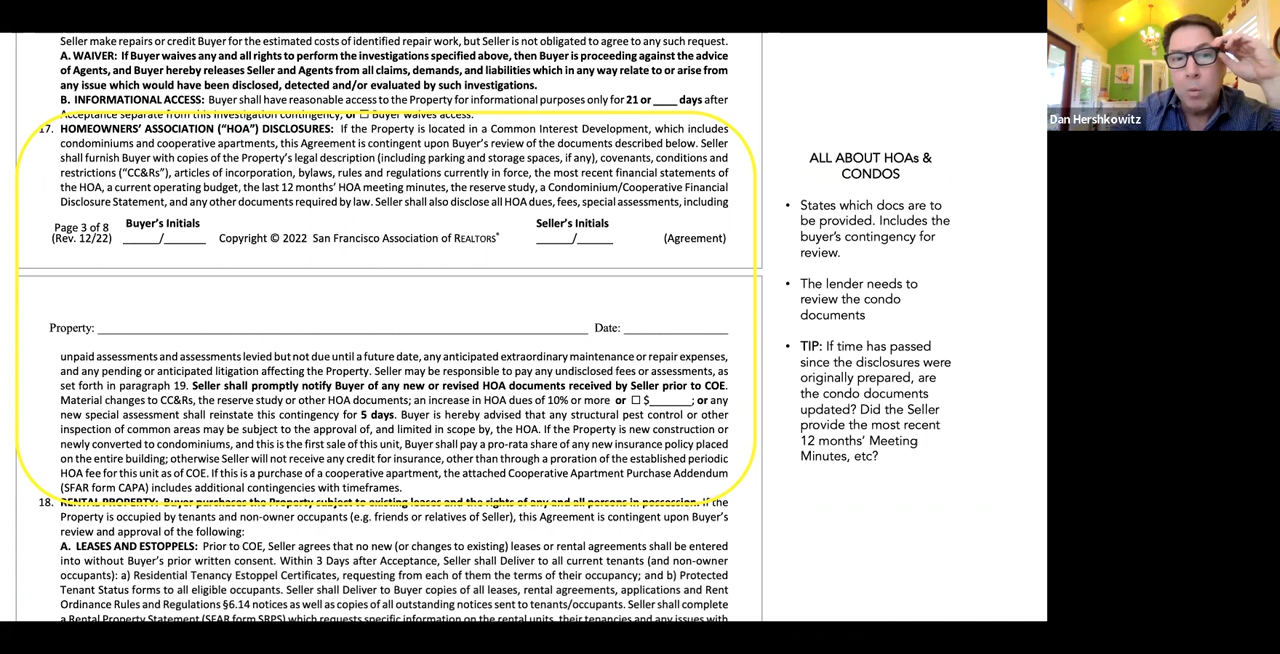 Seller make repairs or credit Buyer for the estimated costs of identified repair work, but Seller is not obligated to agree to any such request.
A. WAIVER: If Buyer waives any and all rights to perform the investigations specified above, then Buyer is proceeding against the advice
of Agents, and Buyer hereby releases Seller and Agents from all claims, demands, and liabilities which in any way relate to or arise from
any issue which would have been disclosed, detected and/or evaluated by such investigations.
B. INFORMATIONAL ACCESS: Buyer shall have reasonable access to the Property for informational purposes only for 21 or ____ days after
Acceptance separate from this investigation contingency, or ☐ Buyer waives access.
17. HOMEOWNERS' ASSOCIATION ("HOA") DISCLOSURES: If the Property is located in a Common Interest Development, which includes
condominiums and cooperative apartments, this Agreement is contingent upon Buyer's review of the documents described below. Seller
shall furnish Buyer with copies of the Property's legal description (including parking and storage spaces, if any), covenants, conditions and
restrictions ("CC&Rs"), articles of incorporation, bylaws, rules and regulations currently in force, the most recent financial statements of
the HOA, a current operating budget, the last 12 months' HOA meeting minutes, the reserve study, a Condominium/Cooperative Financial
Disclosure Statement, and any other documents required by law. Seller shall also disclose all HOA dues, fees, special assessments, including
Page 3 of 8
(Rev. 12/22)
Buyer's Initials
______/______
Copyright © 2022 San Francisco Association of REALTORS®
Seller's Initials
______/______
(Agreement)
Property: ______________________ Date: ______________
unpaid assessments and assessments levied but not due until a future date, any anticipated extraordinary maintenance or repair expenses,
and any pending or anticipated litigation affecting the Property. Seller may be responsible to pay any undisclosed fees or assessments, as
set forth in paragraph 19. Seller shall promptly notify Buyer of any new or revised HOA documents received by Seller prior to COE.
Material changes to CC&Rs, the reserve study or other HOA documents; an increase in HOA dues of 10% or more or ☐ $_______; or any
new special assessment shall reinstate this contingency for 5 days. Buyer is hereby advised that any structural pest control or other
inspection of common areas may be subject to the approval of, and limited in scope by, the HOA. If the Property is new construction or
newly converted to condominiums, and this is the first sale of this unit, Buyer shall pay a pro-rata share of any new insurance policy placed
on the entire building; otherwise Seller will not receive any credit for insurance, other than through a proration of the established periodic
HOA fee for this unit as of COE. If this is a purchase of a cooperative apartment, the attached Cooperative Apartment Purchase Addendum
(SFAR form CAPA) includes additional contingencies with timeframes.
18. RENTAL PROPERTY: Buyer purchases the Property subject to existing leases and the rights of any and all persons in possession. If the
Property is occupied by tenants and non-owner occupants (e.g. friends or relatives of Seller), this Agreement is contingent upon Buyer's
review and approval of the following:
A. LEASES AND ESTOPPELS: Prior to COE, Seller agrees that no new (or changes to existing) leases or rental agreements shall be entered
into without Buyer's prior written consent. Within 3 Days after Acceptance, Seller shall Deliver to all current tenants (and non-owner
occupants): a) Residential Tenancy Estoppel Certificates, requesting from each of them the terms of their occupancy; and b) Protected
Tenant Status forms to all eligible occupants. Seller shall Deliver to Buyer copies of all leases, rental agreements, applications and Rent
Ordinance Rules and Regulations §6.14 notices as well as copies of all outstanding notices sent to tenants/occupants. Seller shall complete
a Rental Property Statement (SFAR form SRPS) which requests specific information on the rental units, their tenancies and any issues with
ALL ABOUT HOAs &
CONDOS
• States which docs are to
be provided. Includes the
buyer's contingency for
review.
• The lender needs to
review the condo
documents
• TIP: If time has passed
since the disclosures were
originally prepared, are
the condo documents
updated? Did the Seller
provide the most recent
12 months' Meeting
Minutes, etc?
Dan Hershkowitz